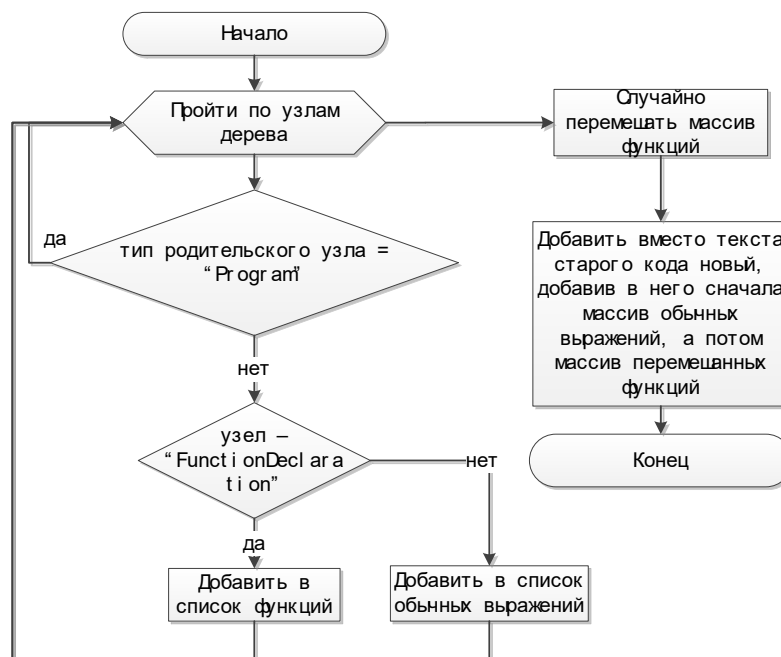 Начало
Пройти по узлам
дерева
Случайно
перемешать массив
функций
да
тип родительского узла =
“Program”
Добавить вместо текста
старого кода новый,
добавив в него сначала
массив обычных
выражений, а потом
массив перемешанных
функций
нет
узел –
“FunctionDeclara
tion”
нет
Конец
да
Добавить в
список функций
Добавить в список
обычных выражений